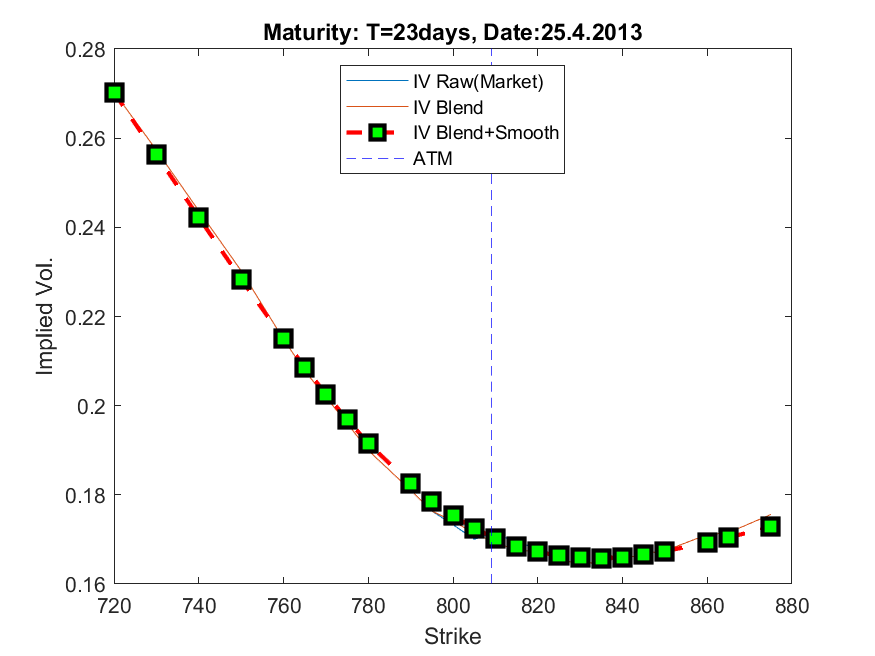 Maturity: T=23days, Date:25.4.2013
0.28
IV Raw(Market)
IV Blend
IV Blend+Smooth
ATM
0.26
0.24
0.22
0.2
0.18
0.16
Implied Vol.
720 740 760 780 800 820 840 860 880
Strike